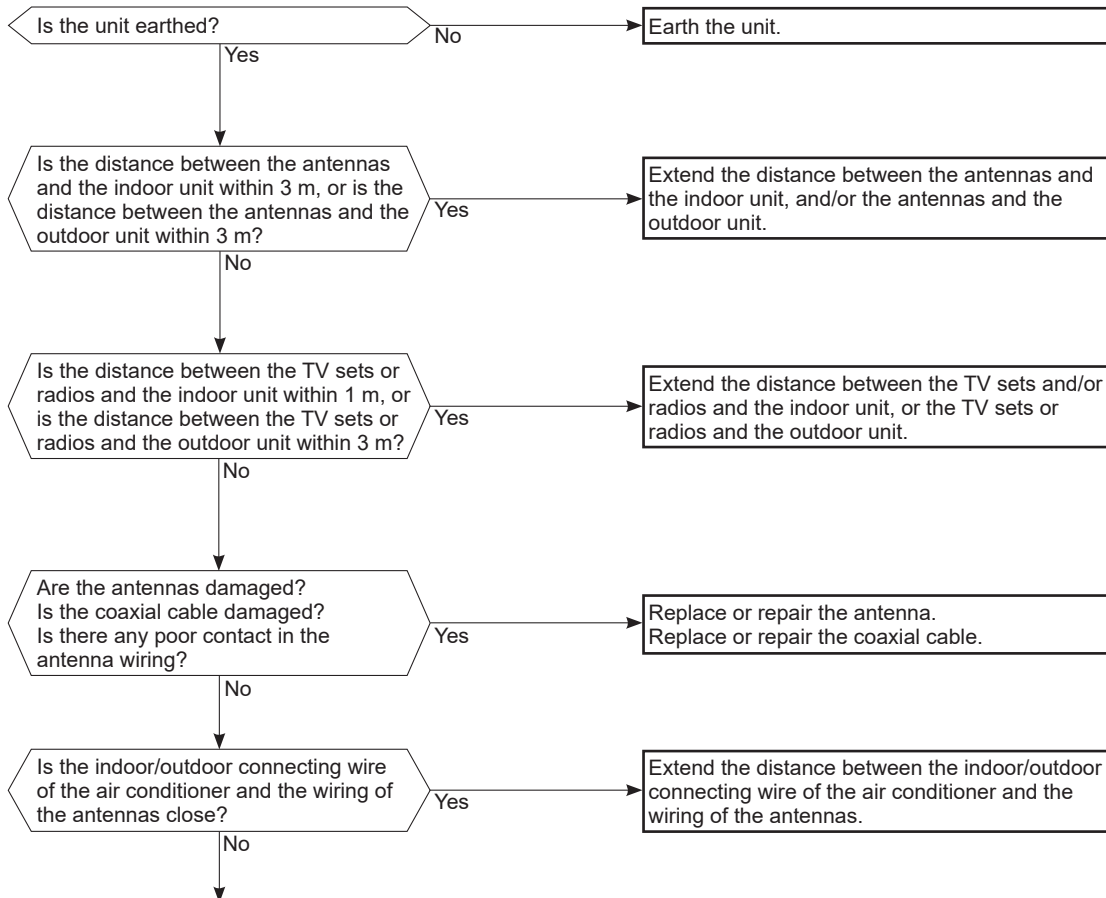 Is the unit earthed?
No
Earth the unit.
Yes
Is the distance between the antennas
and the indoor unit within 3 m, or is the
distance between the antennas and the
outdoor unit within 3 m?
Yes
Extend the distance between the antennas and
the indoor unit, and/or the antennas and the
outdoor unit.
No
Is the distance between the TV sets or
radios and the indoor unit within 1 m, or
is the distance between the TV sets or
radios and the outdoor unit within 3 m?
Yes
Extend the distance between the TV sets and/or
radios and the indoor unit, or the TV sets or
radios and the outdoor unit.
No
Are the antennas damaged?
Is the coaxial cable damaged?
Is there any poor contact in the
antenna wiring?
Yes
Replace or repair the antenna.
Replace or repair the coaxial cable.
No
Is the indoor/outdoor connecting wire
of the air conditioner and the wiring of
the antennas close?
Yes
Extend the distance between the indoor/outdoor
connecting wire of the air conditioner and the
wiring of the antennas.
No